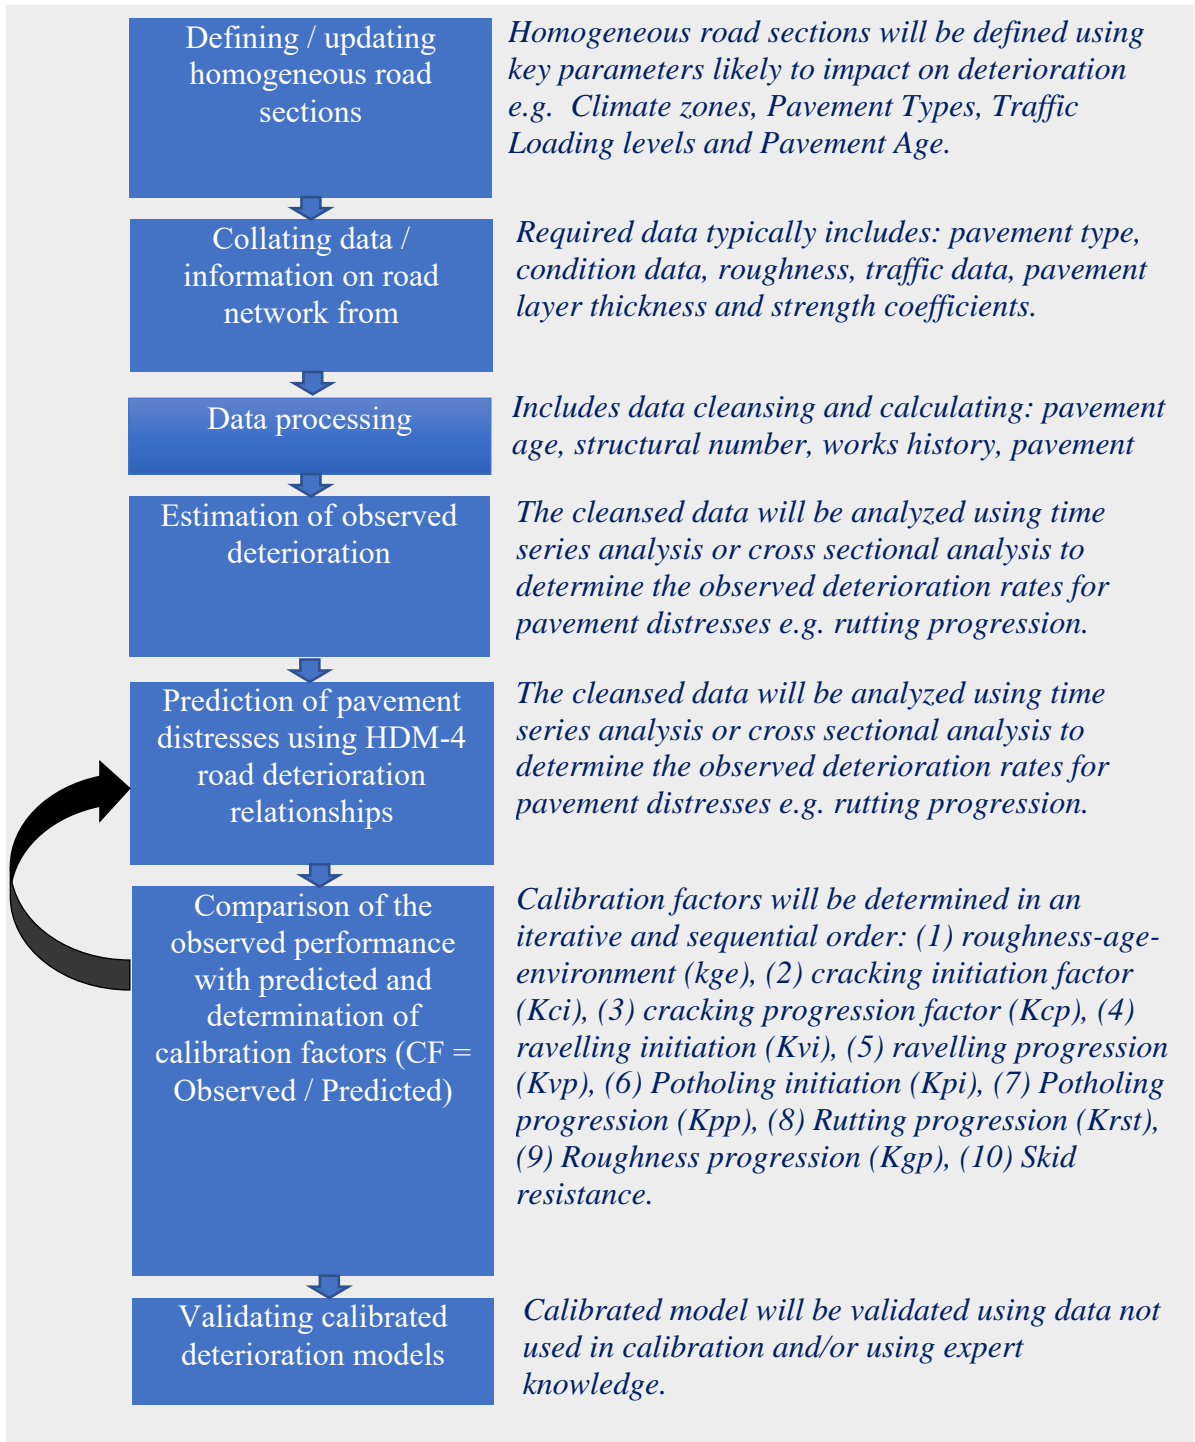 Defining / updating
homogeneous road
sections
Homogeneous road sections will be defined using
key parameters likely to impact on deterioration
e.g. Climate zones, Pavement Types, Traffic
Loading levels and Pavement Age.
Collating data /
information on road
network from
Required data typically includes: pavement type,
condition data, roughness, traffic data, pavement
layer thickness and strength coefficients.
Data processing
Includes data cleansing and calculating: pavement
age, structural number, works history, pavement
Estimation of observed
deterioration
The cleansed data will be analyzed using time
series analysis or cross sectional analysis to
determine the observed deterioration rates for
pavement distresses e.g. rutting progression.
Prediction of pavement
distresses using HDM-4
road deterioration
relationships
The cleansed data will be analyzed using time
series analysis or cross sectional analysis to
determine the observed deterioration rates for
pavement distresses e.g. rutting progression.
Comparison of the
observed performance
with predicted and
determination of
calibration factors (CF =
Observed / Predicted)
Calibration factors will be determined in an
iterative and sequential order: (1) roughness-age-
environment (kge), (2) cracking initiation factor
(Kci), (3) cracking progression factor (Kcp), (4)
ravelling initiation (Kvi), (5) ravelling progression
(Kvp), (6) Potholing initiation (Kpi), (7) Potholing
progression (Kpp), (8) Rutting progression (Krst),
(9) Roughness progression (Kgp), (10) Skid
resistance.
Validating calibrated
deterioration models
Calibrated model will be validated using data not
used in calibration and/or using expert
knowledge.